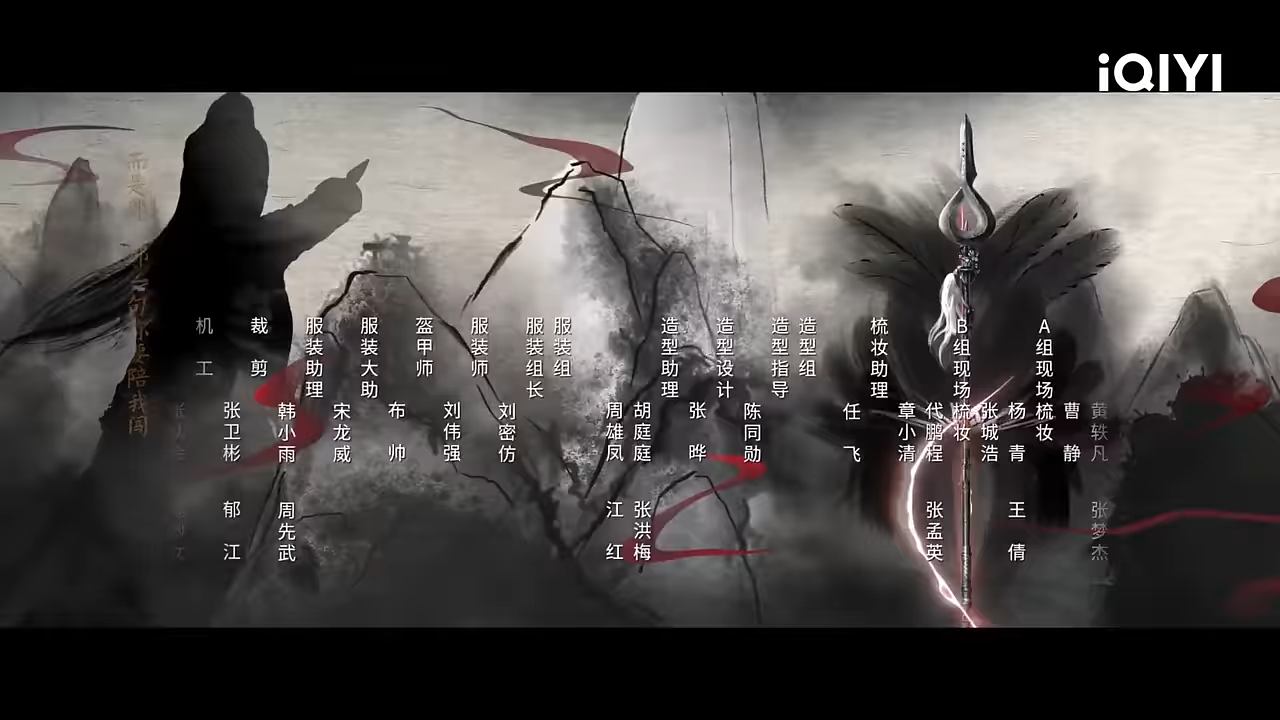 iQIYI
黄轶凡 张梦杰
曹静
A组现场梳妆
杨青 王倩
张城浩
B组现场梳妆
代鹏程 张孟英
章小清
梳妆助理
任飞
造型组
造型指导
陈同勋
造型设计
张晔
造型助理
胡庭庭 张洪梅
周雄凤 江红
服装组
服装组长
刘密仿
服装师
刘伟强
盔甲师
布帅
服装大助
宋龙威
服装助理
韩小雨 周先武
裁剪
张卫彬 郁江
机工
陪我闯